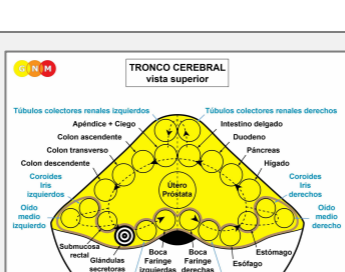 GNM
TRONCO CEREBRAL
vista superior
Túbulos colectores renales izquierdos
Túbulos colectores renales derechos
Apéndice + Ciego
Intestino delgado
Colon ascendente
Duodeno
Colon transverso
Páncreas
Colon descendente
Hígado
Coroides
Iris
izquierdos
Coroides
Iris
derechos
Útero
Próstata
Oído
medio
izquierdo
Oído
medio
derecho
Submucosa
rectal
Glándulas
secretoras
Boca
Faringe
izquierdas
Boca
Faringe
derechas
Estómago
Esófago